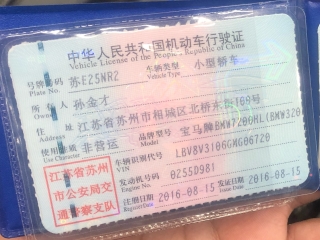 中华人民共和国机动车行驶证
Vehicle License of the People's Republic of China
号牌号码 苏E25NR2 车辆类型 小型轿车
Plate No. Vehicle Type
所有人 孙金才
Owner
住址 江苏省苏州市相城区北桥东路109号
Address
使用性质 非营运 品牌型号 宝马牌BMW7200HL(BMW320
Use Character Model
车辆识别代号 LBV8V3106GMG06720
VIN
江苏省苏州
市公安局交
通警察支队
发动机号码 0255D981
Engine No.
注册日期 2016-08-15 发证日期 2016-08-15
Register Date Issue Date